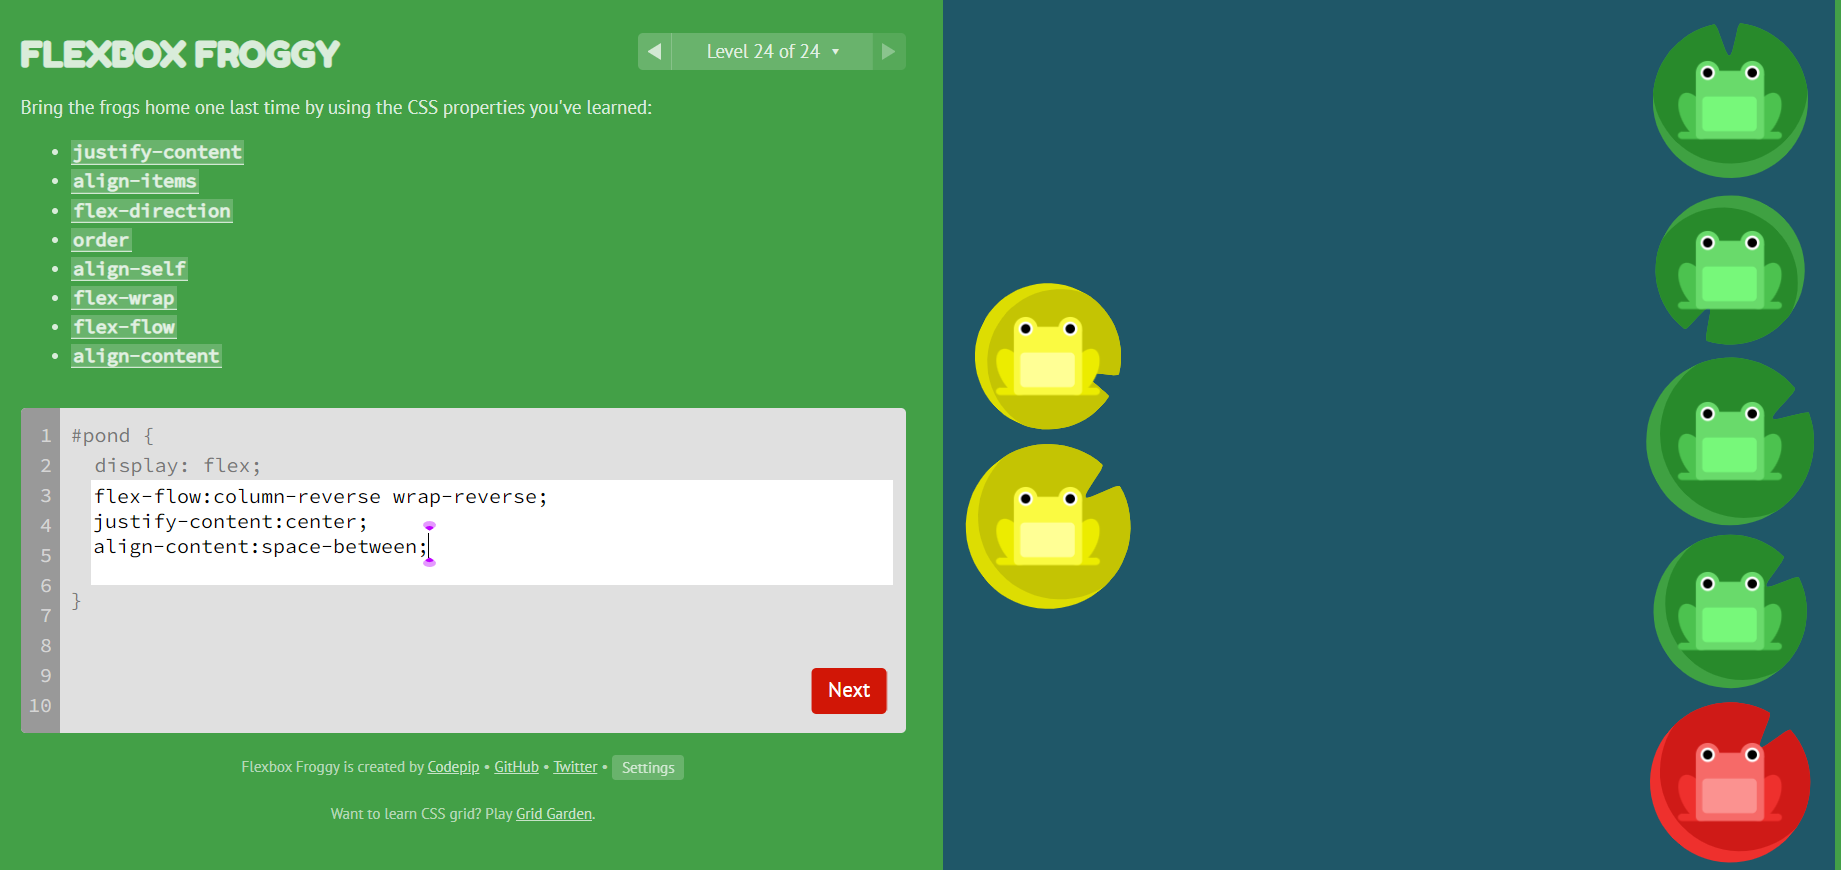 FLEXBOX FROGGY
◀ Level 24 of 24 ▼ ▶
Bring the frogs home one last time by using the CSS properties you've learned:
• justify-content
• align-items
• flex-direction
• order
• align-self
• flex-wrap
• flex-flow
• align-content
1 #pond {
2 display: flex;
3 flex-flow:column-reverse wrap-reverse;
4 justify-content:center;
5 align-content:space-between;
6 }
7
8
9
10
Next
Flexbox Froggy is created by Codepip • GitHub • Twitter • Settings
Want to learn CSS grid? Play Grid Garden.